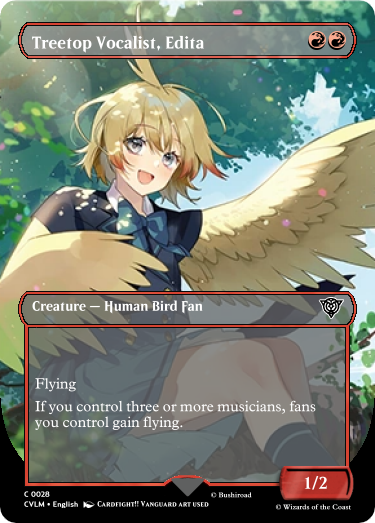 Treetop Vocalist, Edita
Creature — Human Bird Fan
Flying
If you control three or more musicians, fans
you control gain flying.
1/2
C 0028
© Bushiroad
CVLM • English CARDFIGHT!! VANGUARD ART USED
© Wizards of the Coast